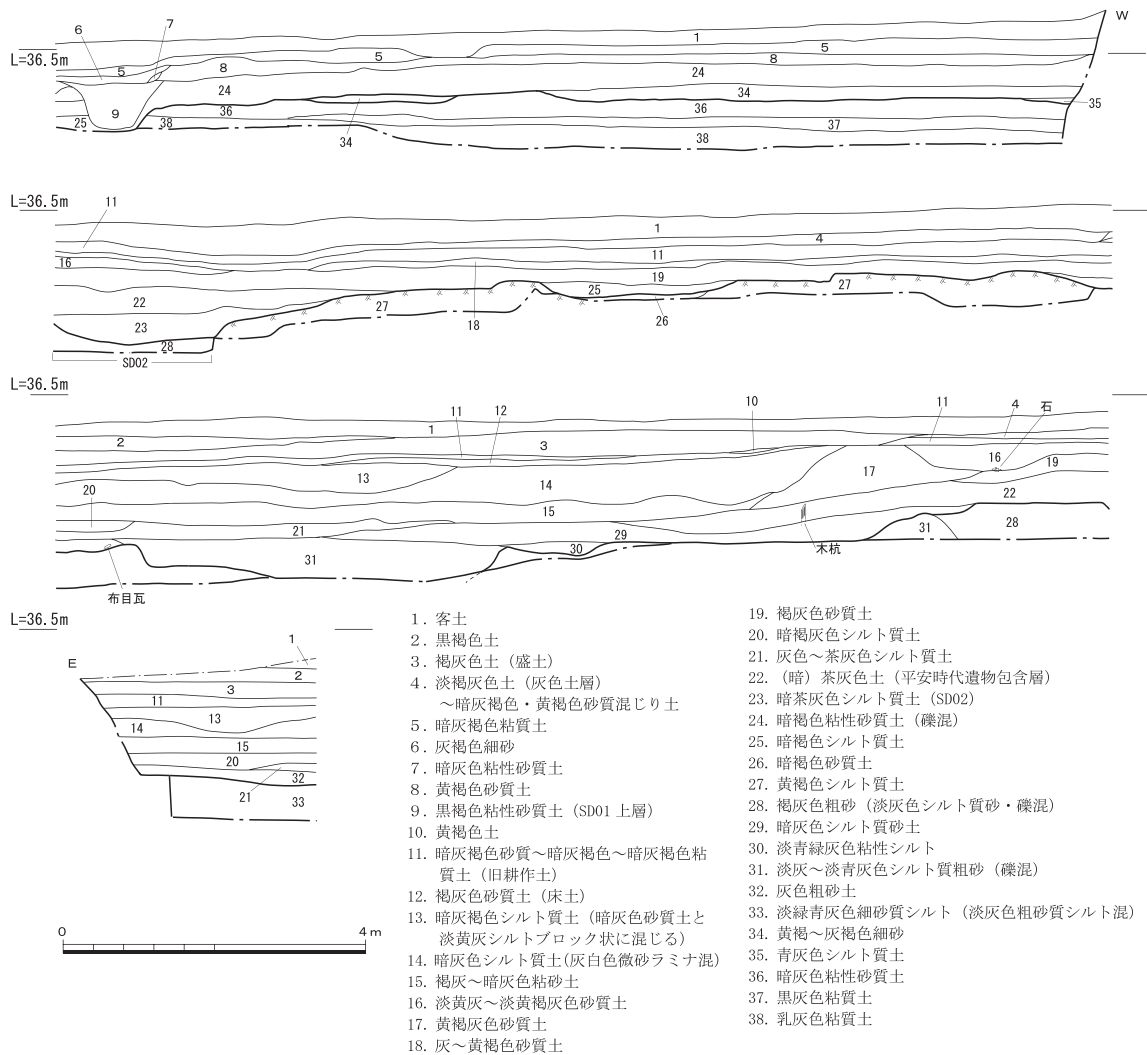 6
7
W
L=36.5m
1
5
5
5
8
8
24
24
34
9
36
36
35
25
38
34
37
38
L=36.5m
11
1
4
11
16
19
22
25
27
27
23
18
26
28
SD02
L=36.5m
11
12
10
11
4
石
1
2
3
16
19
13
17
14
20
22
15
21
29
31
28
30
31
木杭
布目瓦
L=36.5m
1
E
2
3
11
13
14
15
20
32
21
33
0
4 m
1. 客土
2. 黒褐色土
3. 褐灰色土（盛土）
4. 淡褐灰色土（灰色土層）
～暗灰褐色・黄褐色砂質混じり土
5. 暗灰褐色粘質土
6. 灰褐色細砂
7. 暗灰色粘性砂質土
8. 黄褐色砂質土
9. 黒褐色粘性砂質土（SD01 上層）
10. 黄褐色土
11. 暗灰褐色砂質～暗灰褐色～暗灰褐色粘
質土（旧耕作土）
12. 褐灰色砂質土（床土）
13. 暗灰褐色シルト質土（暗灰色砂質土と
淡黄灰シルトブロック状に混じる）
14. 暗灰色シルト質土(灰白色微砂ラミナ混)
15. 褐灰～暗灰色粘砂土
16. 淡黄灰～淡黄褐灰色砂質土
17. 黄褐灰色砂質土
18. 灰～黄褐色砂質土
19. 褐灰色砂質土
20. 暗褐灰色シルト質土
21. 灰色～茶灰色シルト質土
22. （暗）茶灰色土（平安時代遺物包含層）
23. 暗茶灰色シルト質土（SD02）
24. 暗褐色粘性砂質土（礫混）
25. 暗褐色シルト質土
26. 暗褐色砂質土
27. 黄褐色シルト質土
28. 褐灰色粗砂（淡灰色シルト質砂・礫混）
29. 暗灰色シルト質砂土
30. 淡青緑灰色粘性シルト
31. 淡灰～淡青灰色シルト質粗砂（礫混）
32. 灰色粗砂土
33. 淡緑青灰色細砂質シルト（淡灰色粗砂質シルト混）
34. 黄褐～灰褐色細砂
35. 青灰色シルト質土
36. 暗灰色粘性砂質土
37. 黒灰色粘質土
38. 乳灰色粘質土